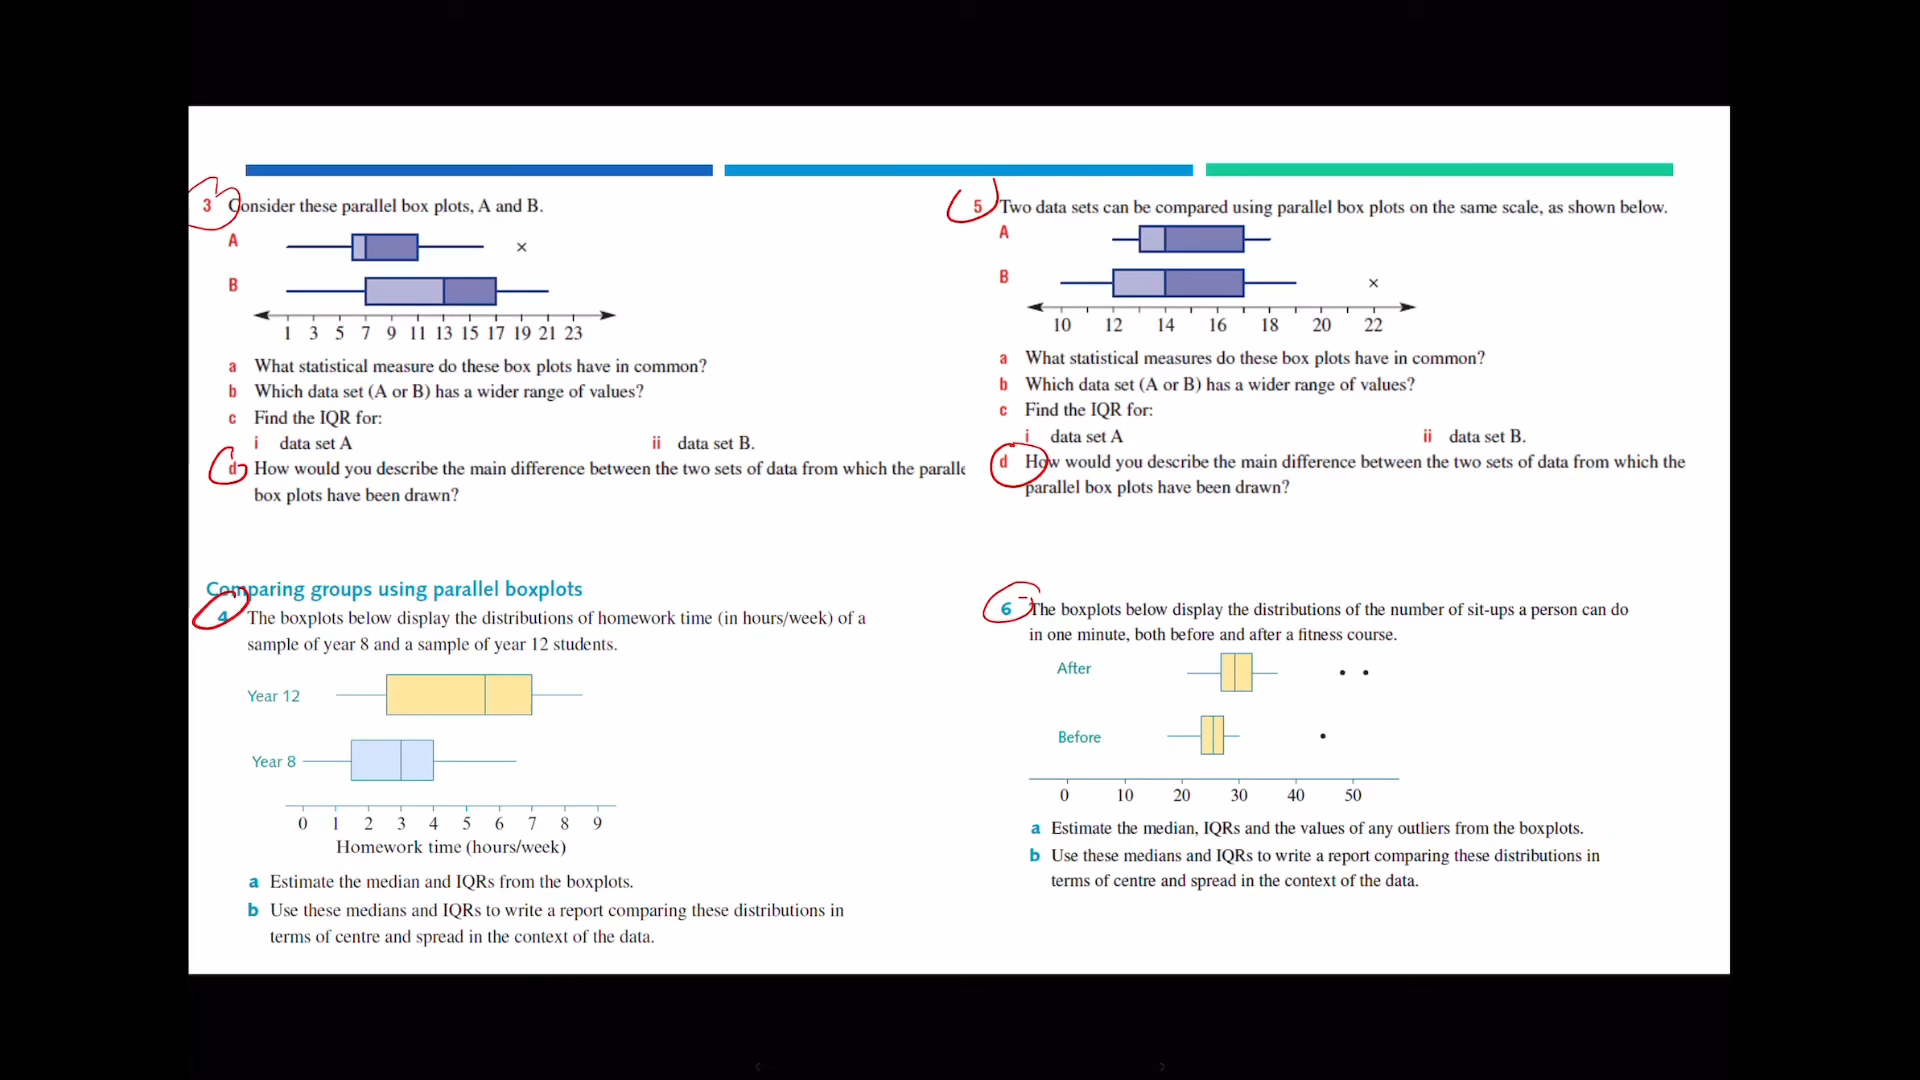 3 Consider these parallel box plots, A and B.
A
B
1 3 5 7 9 11 13 15 17 19 21 23
a What statistical measure do these box plots have in common?
b Which data set (A or B) has a wider range of values?
c Find the IQR for:
i data set A ii data set B.
d How would you describe the main difference between the two sets of data from which the paralle
box plots have been drawn?
Comparing groups using parallel boxplots
4 The boxplots below display the distributions of homework time (in hours/week) of a
sample of year 8 and a sample of year 12 students.
Year 12
Year 8
0 1 2 3 4 5 6 7 8 9
Homework time (hours/week)
a Estimate the median and IQRs from the boxplots.
b Use these medians and IQRs to write a report comparing these distributions in
terms of centre and spread in the context of the data.
5 Two data sets can be compared using parallel box plots on the same scale, as shown below.
A
B
10 12 14 16 18 20 22
a What statistical measures do these box plots have in common?
b Which data set (A or B) has a wider range of values?
c Find the IQR for:
i data set A ii data set B.
d How would you describe the main difference between the two sets of data from which the
parallel box plots have been drawn?
6 The boxplots below display the distributions of the number of sit-ups a person can do
in one minute, both before and after a fitness course.
After
Before
0 10 20 30 40 50
a Estimate the median, IQRs and the values of any outliers from the boxplots.
b Use these medians and IQRs to write a report comparing these distributions in
terms of centre and spread in the context of the data.